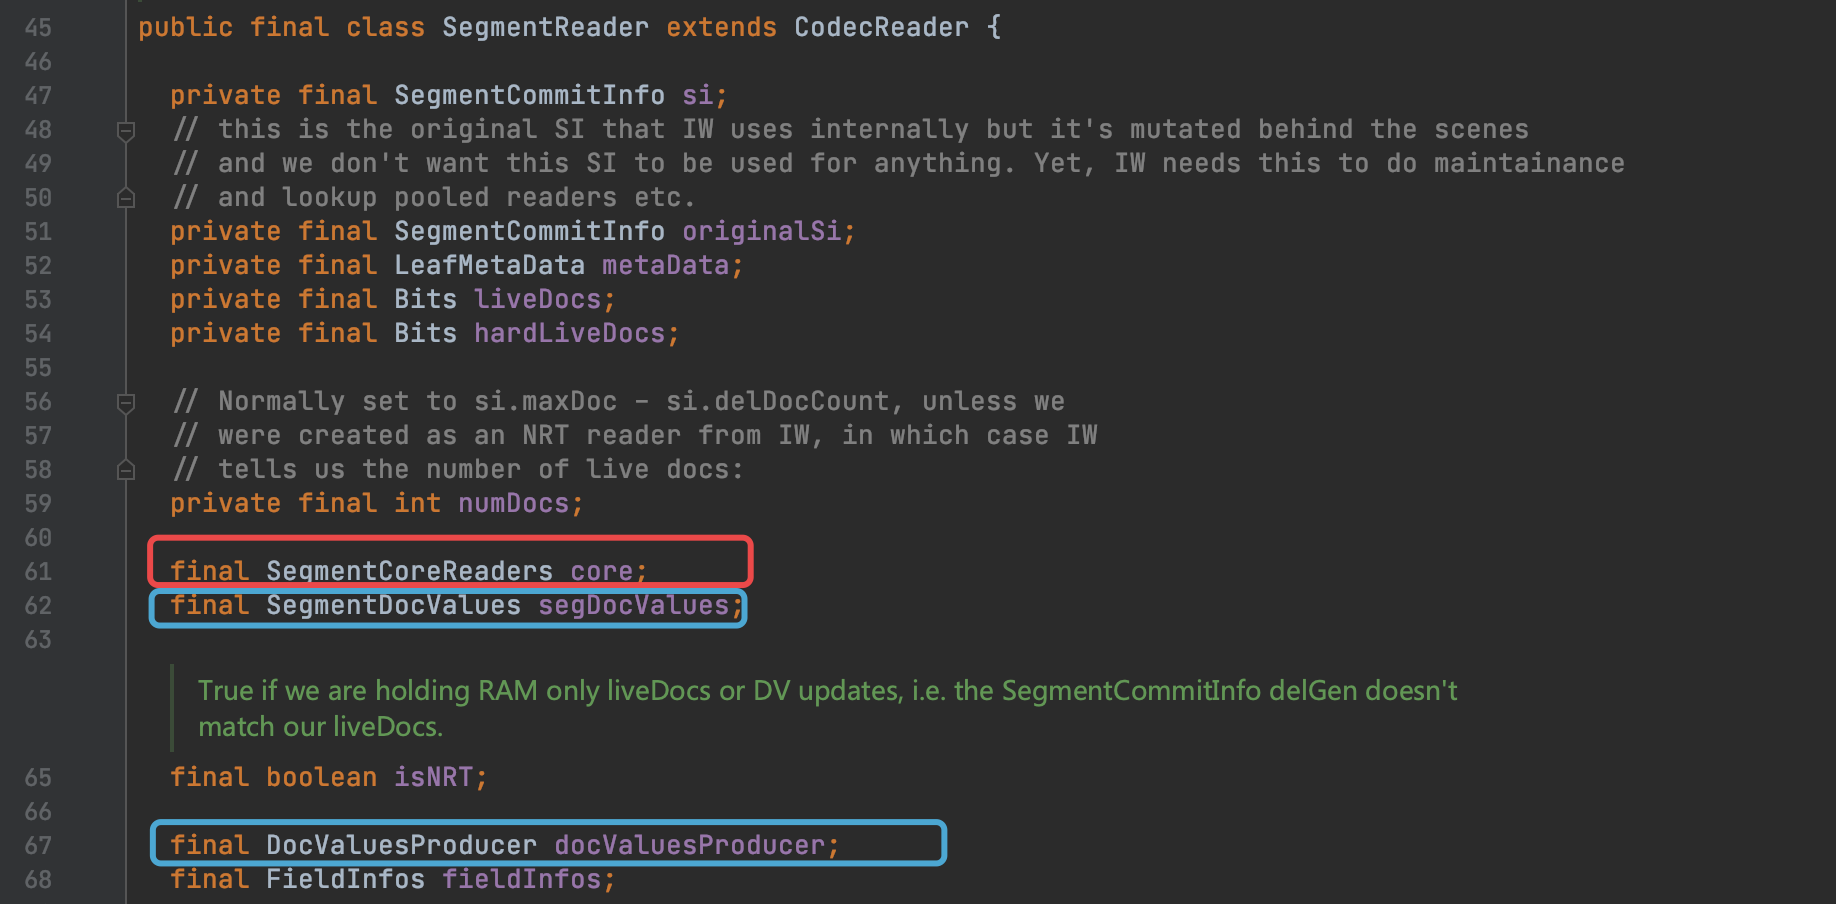 45 public final class SegmentReader extends CodecReader {
46
47 private final SegmentCommitInfo si;
48 // this is the original SI that IW uses internally but it's mutated behind the scenes
49 // and we don't want this SI to be used for anything. Yet, IW needs this to do maintainance
50 // and lookup pooled readers etc.
51 private final SegmentCommitInfo originalSi;
52 private final LeafMetaData metaData;
53 private final Bits liveDocs;
54 private final Bits hardLiveDocs;
55
56 // Normally set to si.maxDoc - si.delDocCount, unless we
57 // were created as an NRT reader from IW, in which case IW
58 // tells us the number of live docs:
59 private final int numDocs;
60
61 final SegmentCoreReaders core;
62 final SegmentDocValues segDocValues;
63
True if we are holding RAM only liveDocs or DV updates, i.e. the SegmentCommitInfo delGen doesn't
match our liveDocs.
65 final boolean isNRT;
66
67 final DocValuesProducer docValuesProducer;
68 final FieldInfos fieldInfos;